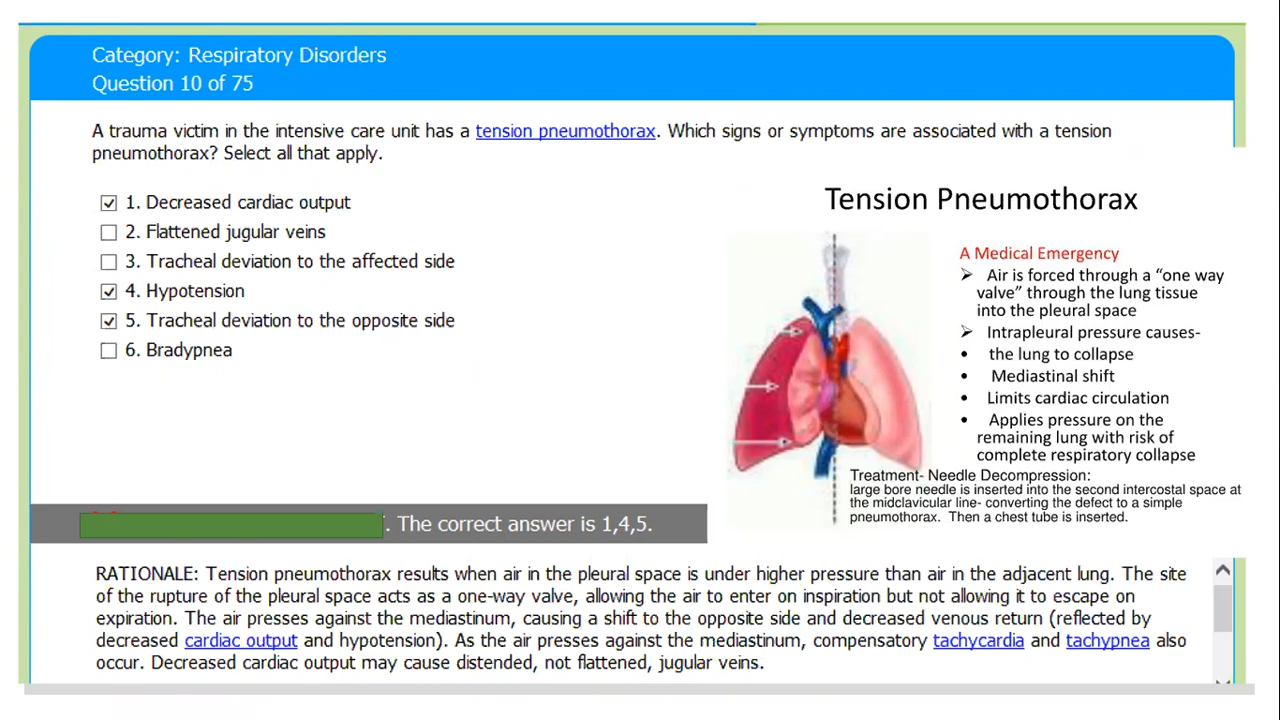 Category: Respiratory Disorders
Question 10 of 75
A trauma victim in the intensive care unit has a tension pneumothorax. Which signs or symptoms are associated with a tension
pneumothorax? Select all that apply.
1. Decreased cardiac output
2. Flattened jugular veins
3. Tracheal deviation to the affected side
4. Hypotension
5. Tracheal deviation to the opposite side
6. Bradypnea
Tension Pneumothorax
A Medical Emergency
➢ Air is forced through a “one way
valve” through the lung tissue
into the pleural space
➢ Intrapleural pressure causes-
• the lung to collapse
• Mediastinal shift
• Limits cardiac circulation
• Applies pressure on the
remaining lung with risk of
complete respiratory collapse
Treatment- Needle Decompression:
large bore needle is inserted into the second intercostal space at
the midclavicular line- converting the defect to a simple
pneumothorax. Then a chest tube is inserted.
. The correct answer is 1,4,5.
RATIONALE: Tension pneumothorax results when air in the pleural space is under higher pressure than air in the adjacent lung. The site
of the rupture of the pleural space acts as a one-way valve, allowing the air to enter on inspiration but not allowing it to escape on
expiration. The air presses against the mediastinum, causing a shift to the opposite side and decreased venous return (reflected by
decreased cardiac output and hypotension). As the air presses against the mediastinum, compensatory tachycardia and tachypnea also
occur. Decreased cardiac output may cause distended, not flattened, jugular veins.